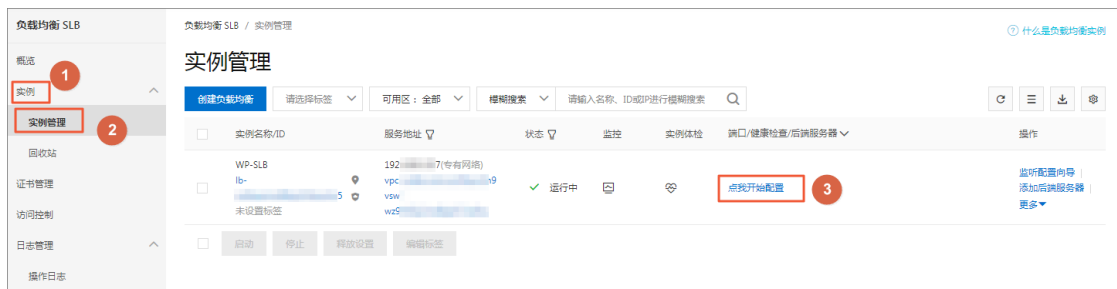 负载均衡 SLB
负载均衡 SLB / 实例管理
什么是负载均衡实例
概览
实例管理
1
实例
创建负载均衡 请选择标签 可用区：全部 模糊搜索 请输入名称、ID或IP进行模糊搜索
实例管理
2
实例名称/ID 服务地址 状态 监控 实例体检 端口/健康检查/后端服务器 操作
回收站
证书管理
访问控制
日志管理
操作日志
WP-SLB
lb-
5
未设置标签
192 7(专有网络)
vpc n9
vsw
wz9
运行中
点我开始配置
3
监听配置向导
添加后端服务器
更多
启动 停止 释放设置 编辑标签